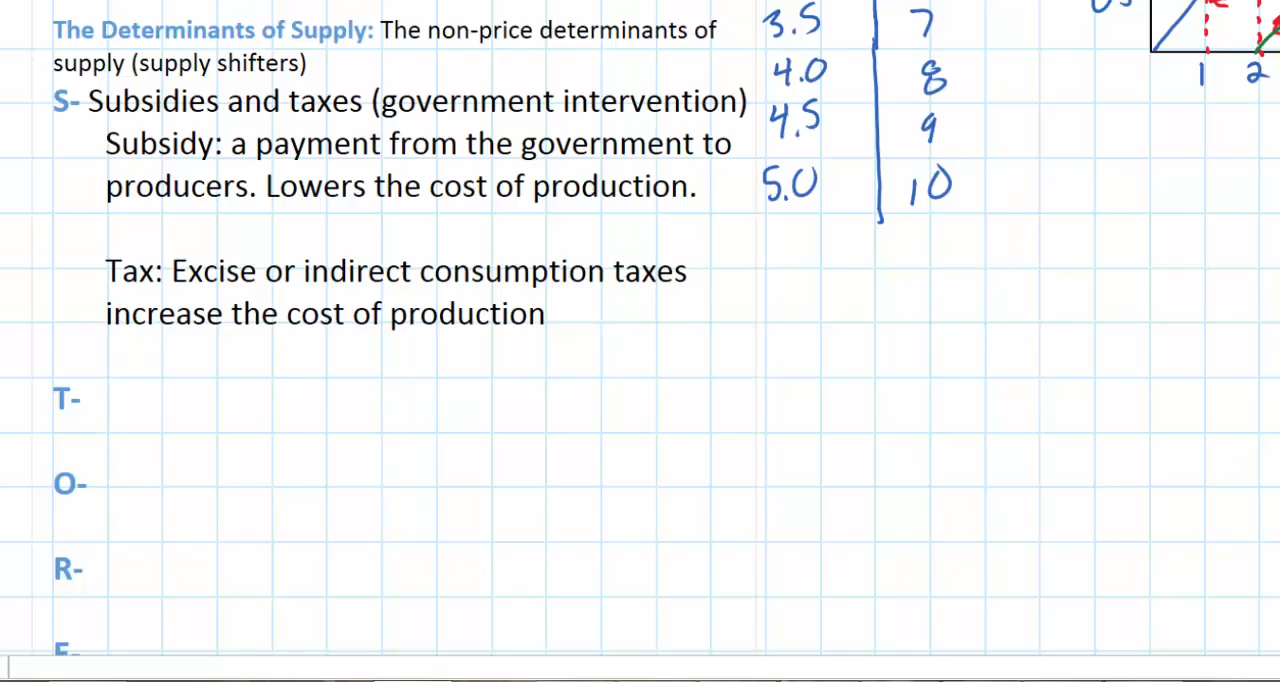 The Determinants of Supply: The non-price determinants of
supply (supply shifters)
S- Subsidies and taxes (government intervention)
Subsidy: a payment from the government to
producers. Lowers the cost of production.
Tax: Excise or indirect consumption taxes
increase the cost of production
T-
O-
R-
3.5 7
4.0 8
4.5 9
5.0 10
1 2